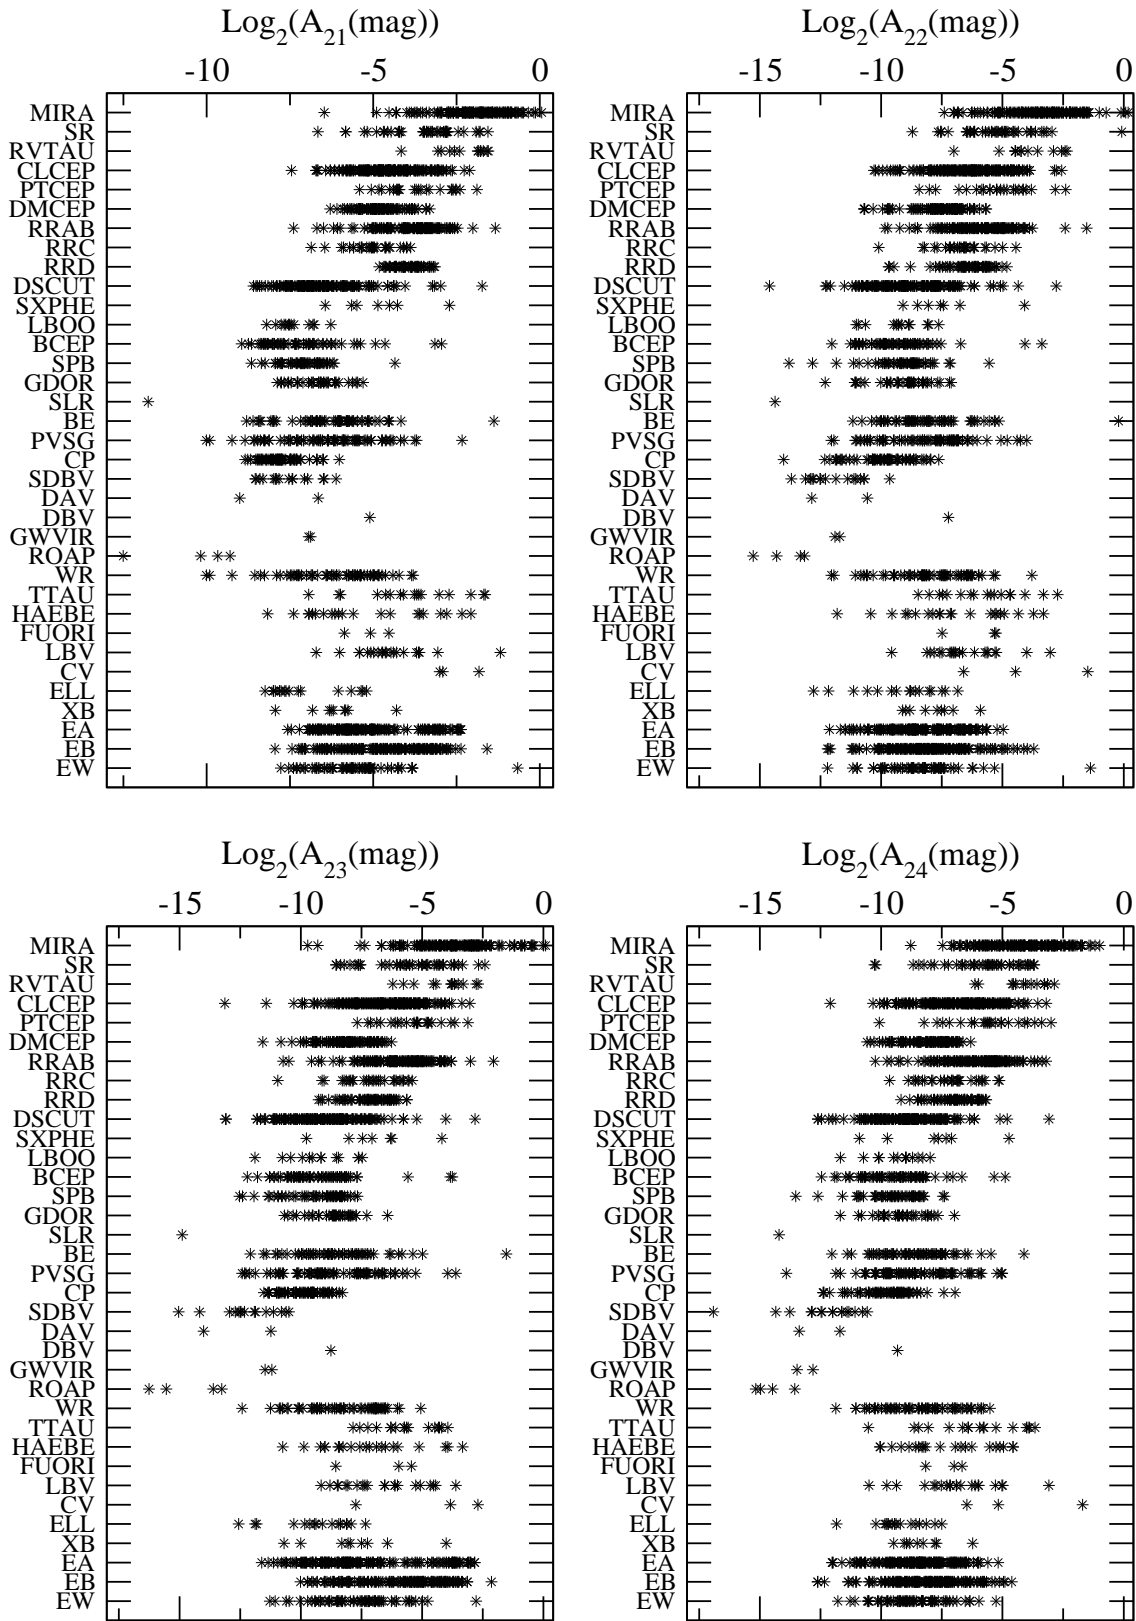 Log2(A21(mag))
-10 -5 0
MIRA
SR
RVTAU
CLCEP
PTCEP
DMCEP
RRAB
RRC
RRD
DSCUT
SXPHE
LBOO
BCEP
SPB
GDOR
SLR
BE
PVSG
CP
SDBV
DAV
DBV
GWVIR
ROAP
WR
TTAU
HAEBE
FUORI
LBV
CV
ELL
XB
EA
EB
EW
Log2(A22(mag))
-15 -10 -5 0
MIRA
SR
RVTAU
CLCEP
PTCEP
DMCEP
RRAB
RRC
RRD
DSCUT
SXPHE
LBOO
BCEP
SPB
GDOR
SLR
BE
PVSG
CP
SDBV
DAV
DBV
GWVIR
ROAP
WR
TTAU
HAEBE
FUORI
LBV
CV
ELL
XB
EA
EB
EW
Log2(A23(mag))
-15 -10 -5 0
MIRA
SR
RVTAU
CLCEP
PTCEP
DMCEP
RRAB
RRC
RRD
DSCUT
SXPHE
LBOO
BCEP
SPB
GDOR
SLR
BE
PVSG
CP
SDBV
DAV
DBV
GWVIR
ROAP
WR
TTAU
HAEBE
FUORI
LBV
CV
ELL
XB
EA
EB
EW
Log2(A24(mag))
-15 -10 -5 0
MIRA
SR
RVTAU
CLCEP
PTCEP
DMCEP
RRAB
RRC
RRD
DSCUT
SXPHE
LBOO
BCEP
SPB
GDOR
SLR
BE
PVSG
CP
SDBV
DAV
DBV
GWVIR
ROAP
WR
TTAU
HAEBE
FUORI
LBV
CV
ELL
XB
EA
EB
EW